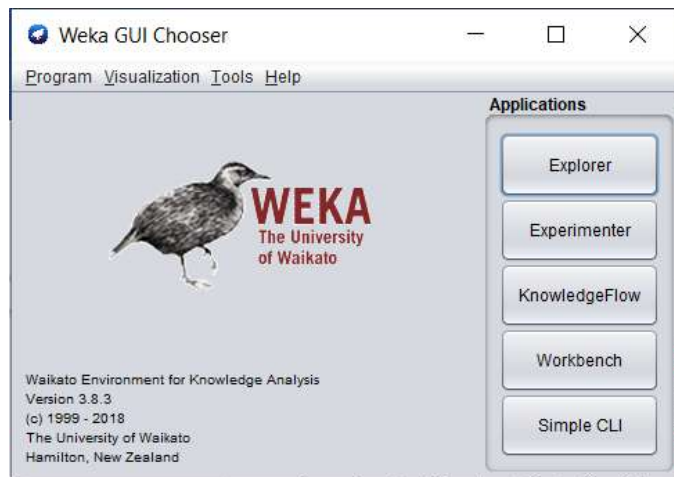 Weka GUI Chooser
Program Visualization Tools Help
Applications
Explorer
Experimenter
KnowledgeFlow
Workbench
Simple CLI
WEKA
The University
of Waikato
Waikato Environment for Knowledge Analysis
Version 3.8.3
(c) 1999 - 2018
The University of Waikato
Hamilton, New Zealand